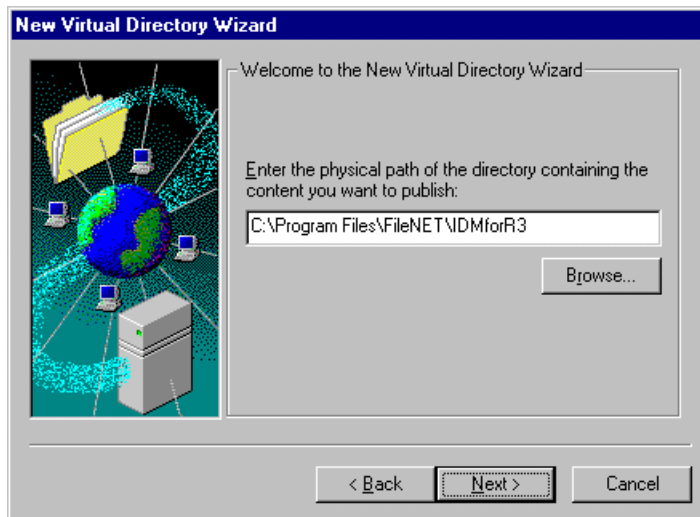 New Virtual Directory Wizard
Welcome to the New Virtual Directory Wizard
Enter the physical path of the directory containing the
content you want to publish:
C:\Program Files\FileNET\IDMforR3
Browse...
< Back
Next >
Cancel